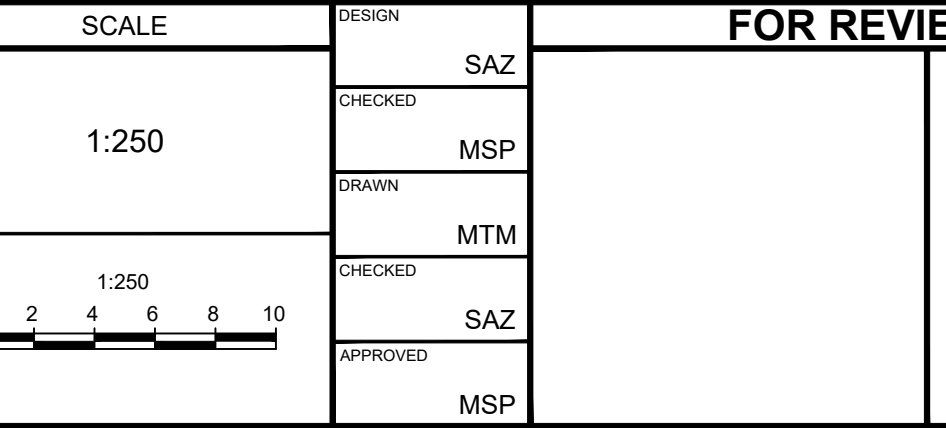 SCALE
1:250
1:250
2 4 6 8 10
DESIGN
SAZ
CHECKED
MSP
DRAWN
MTM
CHECKED
SAZ
APPROVED
MSP
FOR REVIE